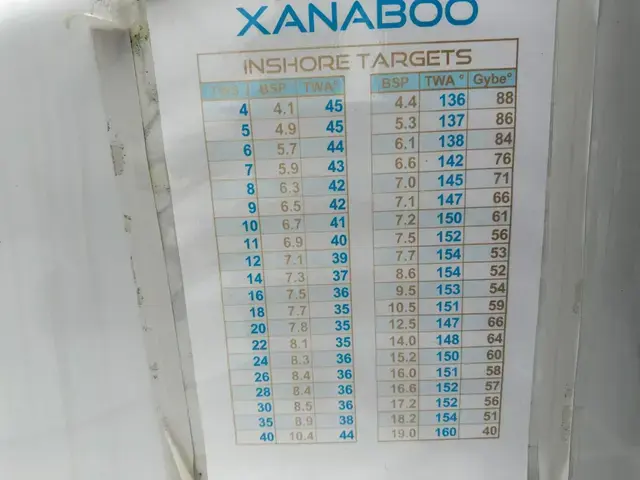 XANABOO
INSHORE TARGETS
TWS BSP TWA° BSP TWA ° Gybe°
4 4.1 45 4.4 136 88
5 4.9 45 5.3 137 86
6 5.7 44 6.1 138 84
7 5.9 43 6.6 142 76
8 6.3 42 7.0 145 71
9 6.5 42 7.1 147 66
10 6.7 41 7.2 150 61
11 6.9 40 7.5 152 56
12 7.1 39 7.7 154 53
14 7.3 37 8.6 154 52
16 7.5 36 9.5 153 54
18 7.7 35 10.5 151 59
20 7.8 35 12.5 147 66
22 8.1 35 14.0 148 64
24 8.3 36 15.2 150 60
26 8.4 36 16.0 151 58
28 8.4 36 16.6 152 57
30 8.5 36 17.2 152 56
35 8.9 38 18.2 154 51
40 10.4 44 19.0 160 40